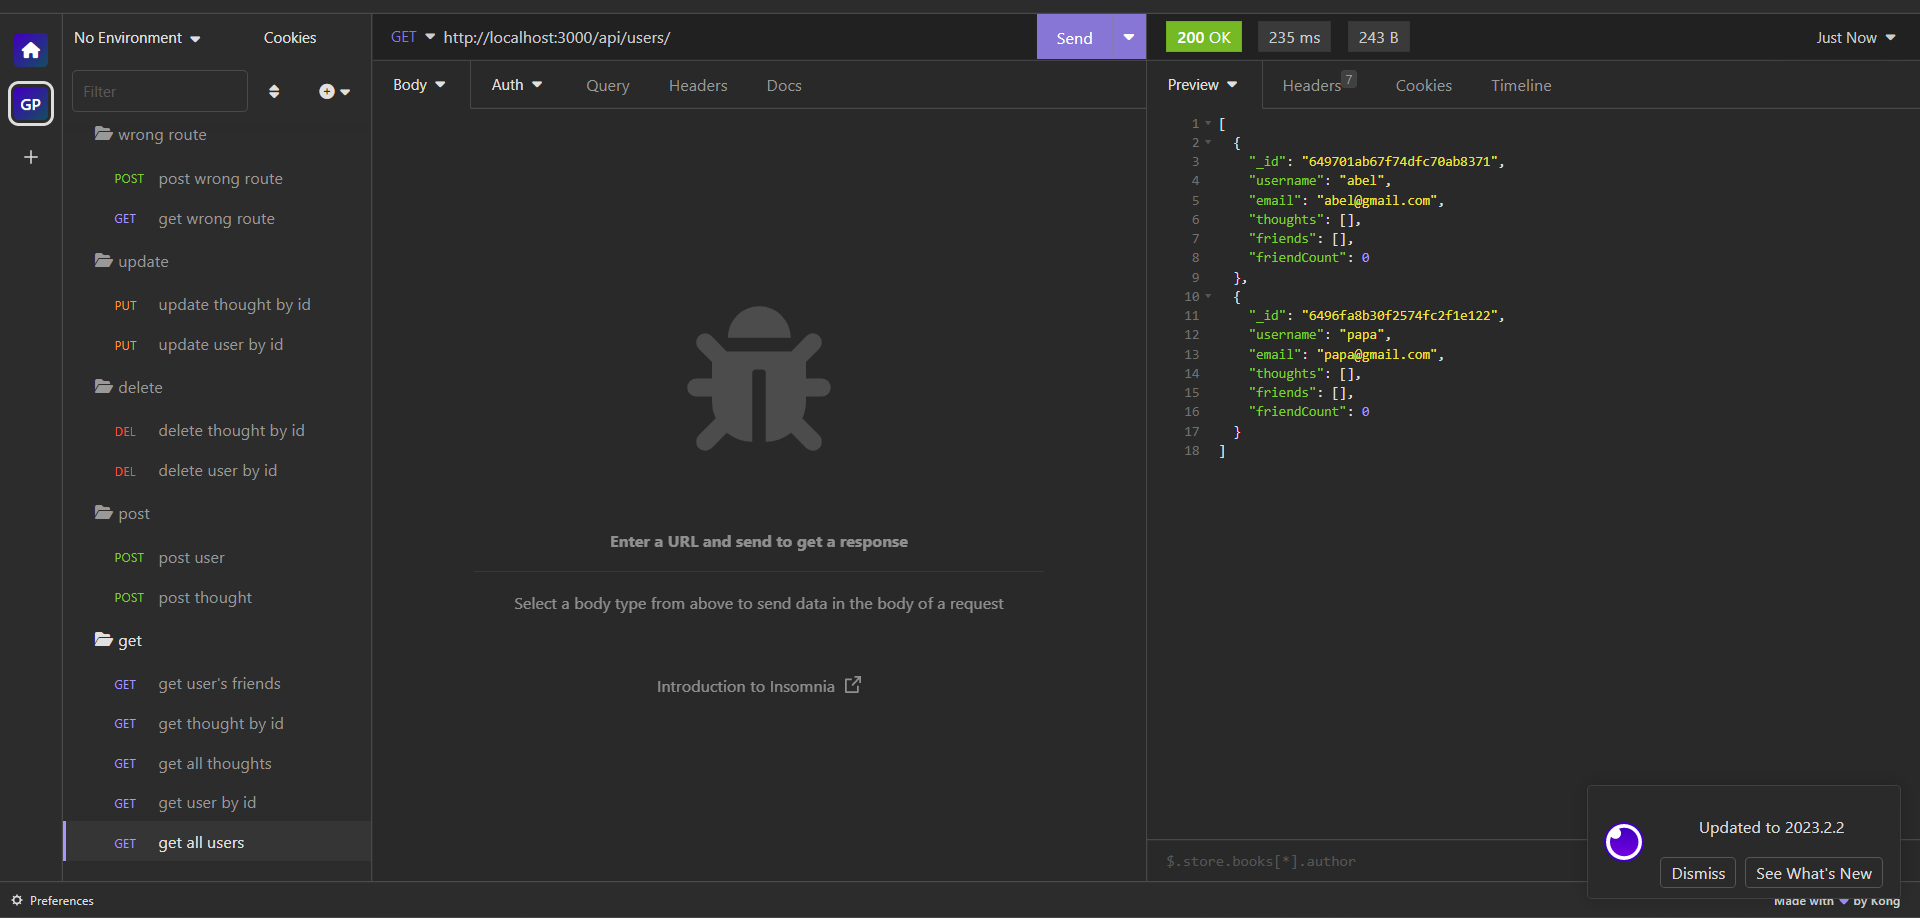 GP
No Environment
Cookies
Filter
wrong route
POST post wrong route
GET get wrong route
update
PUT update thought by id
PUT update user by id
delete
DEL delete thought by id
DEL delete user by id
post
POST post user
POST post thought
get
GET get user's friends
GET get thought by id
GET get all thoughts
GET get user by id
GET get all users
Preferences
GET http://localhost:3000/api/users/
Send
Body Auth Query Headers Docs
Enter a URL and send to get a response
Select a body type from above to send data in the body of a request
Introduction to Insomnia
200 OK 235 ms 243 B Just Now
Preview Headers 7 Cookies Timeline
1 [
2 {
3 "_id": "649701ab67f74dfc70ab8371",
4 "username": "abel",
5 "email": "abel@gmail.com",
6 "thoughts": [],
7 "friends": [],
8 "friendCount": 0
9 },
10 {
11 "_id": "6496fa8b30f2574fc2f1e122",
12 "username": "papa",
13 "email": "papa@gmail.com",
14 "thoughts": [],
15 "friends": [],
16 "friendCount": 0
17 }
18 ]
$.store.books[*].author
Updated to 2023.2.2
Dismiss See What's New
Made with by Kong